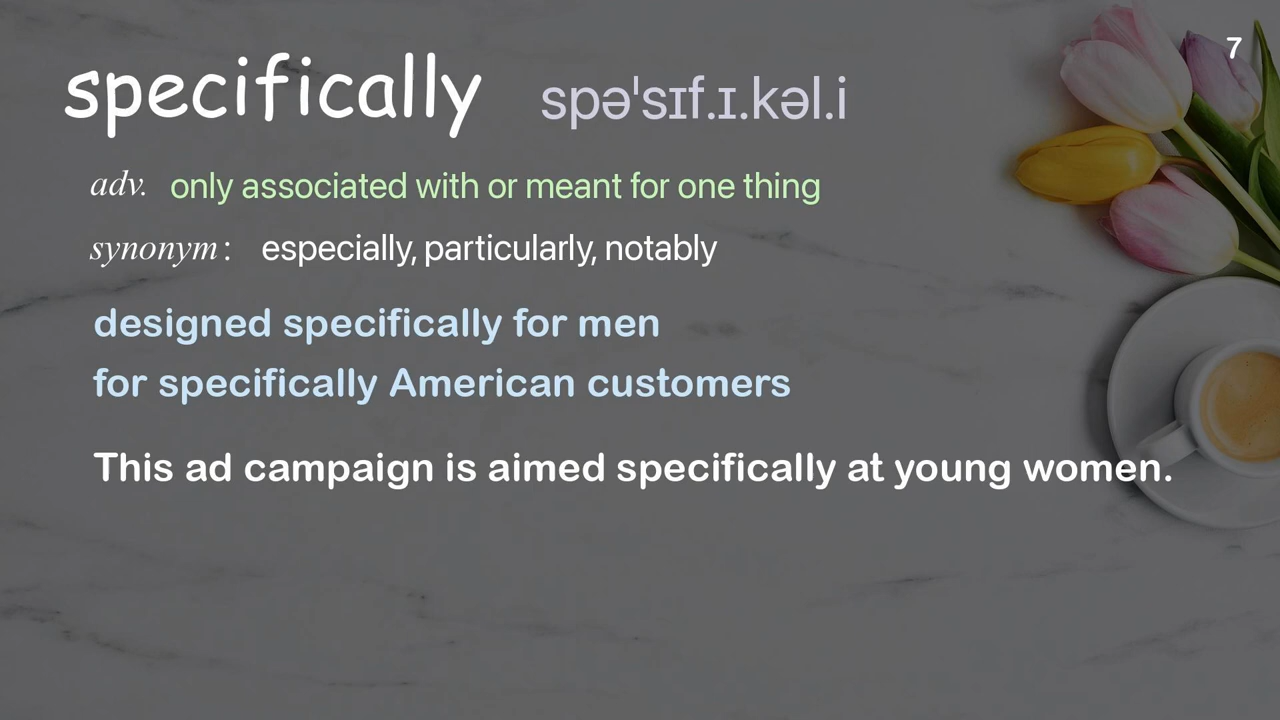 7
specifically spəˈsɪf.ɪ.kəl.i
adv. only associated with or meant for one thing
synonym: especially, particularly, notably
designed specifically for men
for specifically American customers
This ad campaign is aimed specifically at young women.